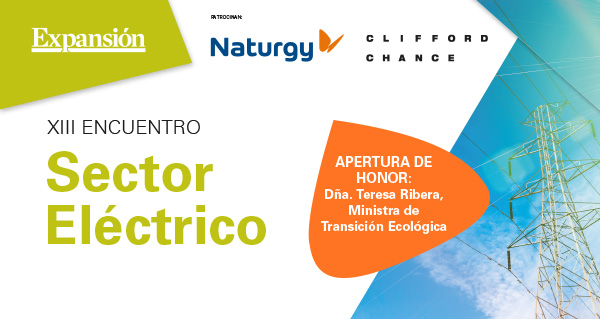 Expansión
PATROCINAN:
Naturgy
CLIFFORD
CHANCE
XIII ENCUENTRO
Sector
Eléctrico
APERTURA DE
HONOR:
Dña. Teresa Ribera,
Ministra de
Transición Ecológica